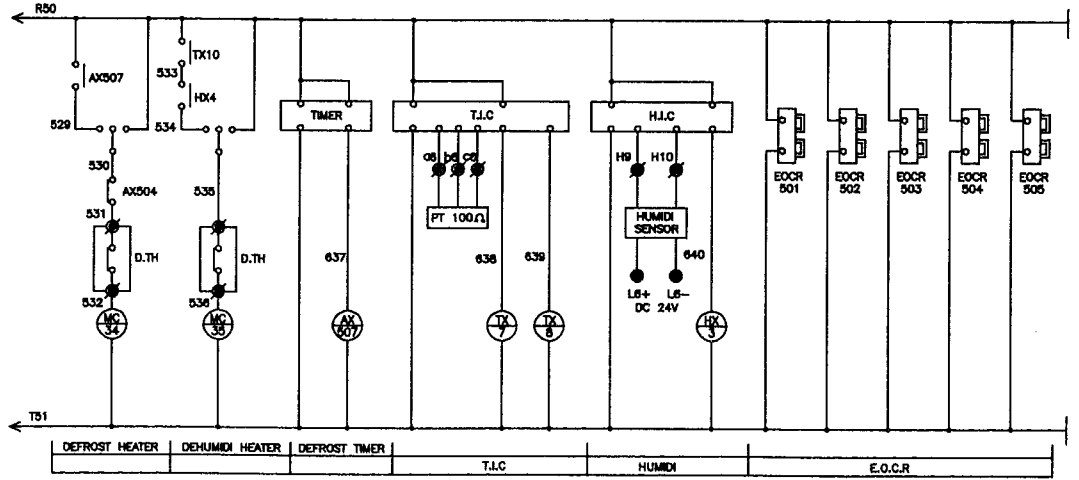 R50
TX10
AX507
533
HX4
529
534
TIMER
T.I.C
H.I.C
530
a6 b6 c6
H9 H10
EOCR 501
EOCR 502
EOCR 503
EOCR 504
EOCR 505
AX504
535
531
PT 100Ω
HUMIDI SENSOR
D.TH
D.TH
637
638
639
640
532
536
L6+ L6-
DC 24V
MC 34
MC 35
AX 507
TX 7
TX 8
HX 3
T51
DEFROST HEATER
DEHUMIDI HEATER
DEFROST TIMER
T.I.C
HUMIDI
E.O.C.R